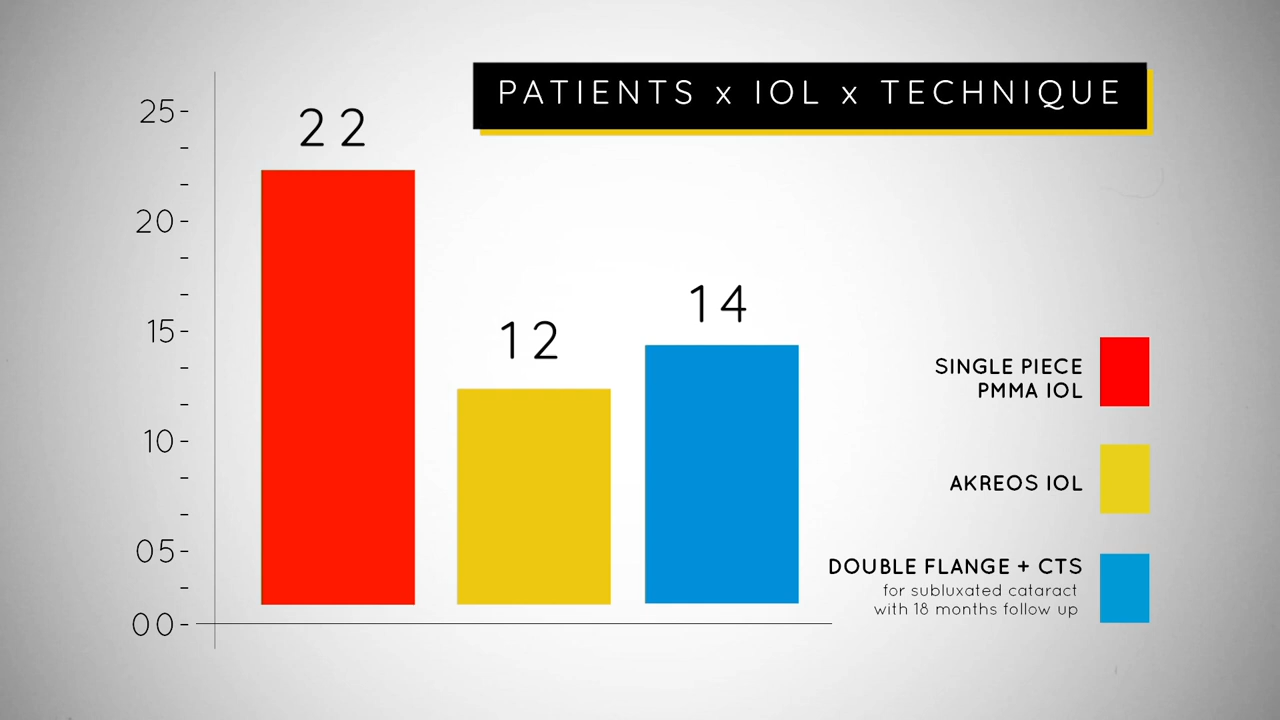 PATIENTS x IOL x TECHNIQUE
25
20
15
10
05
00
22
12
14
SINGLE PIECE
PMMA IOL
AKREOS IOL
DOUBLE FLANGE + CTS
for subluxated cataract
with 18 months follow up